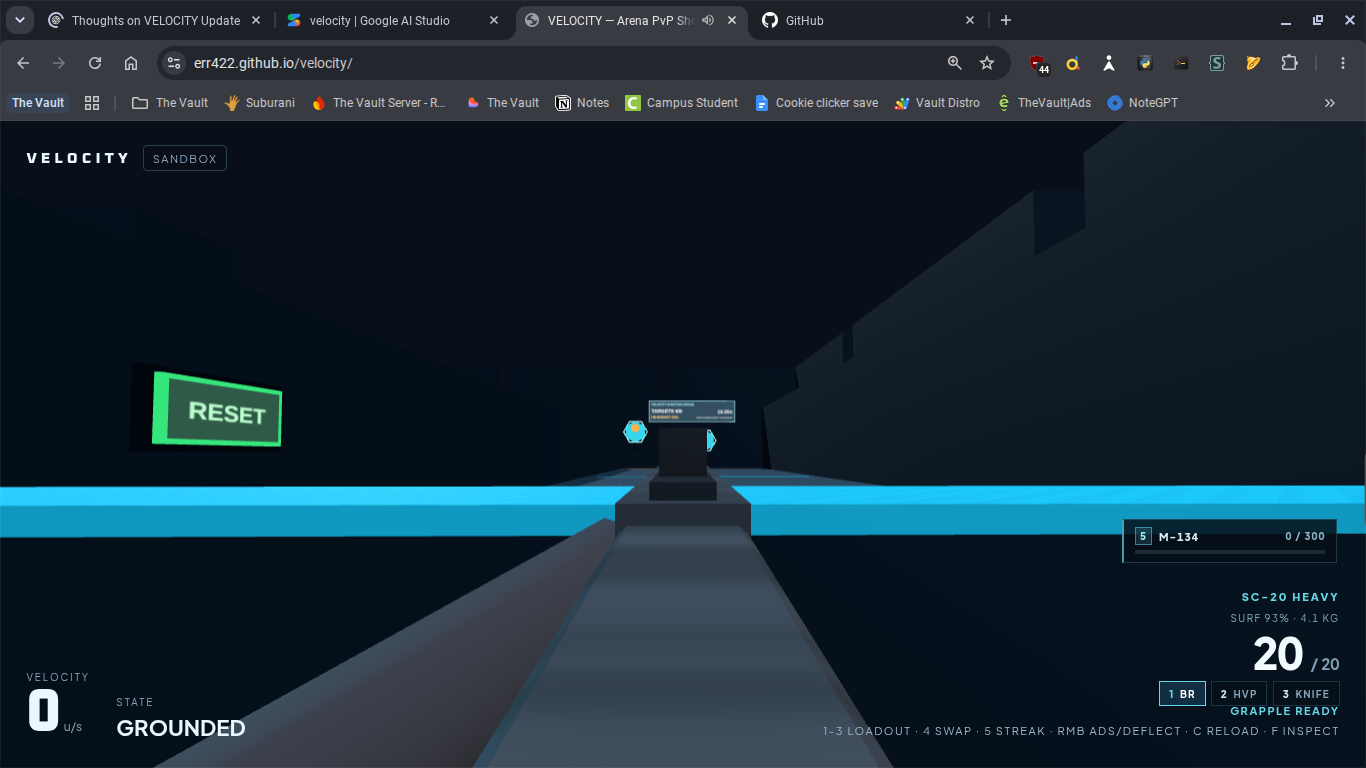 Thoughts on VELOCITY Update
velocity | Google AI Studio
VELOCITY — Arena PvP Sh
GitHub
err422.github.io/velocity/
44
The Vault
The Vault
Suburani
The Vault Server - R…
The Vault
Notes
Campus Student
Cookie clicker save
Vault Distro
TheVault|Ads
NoteGPT
VELOCITY
SANDBOX
RESET
TARGETS
5
M-134
0 / 300
SC-20 HEAVY
SURF 93% · 4.1 KG
20 / 20
1 BR
2 HVP
3 KNIFE
GRAPPLE READY
1-3 LOADOUT · 4 SWAP · 5 STREAK · RMB ADS/DEFLECT · C RELOAD · F INSPECT
VELOCITY
0 u/s
STATE
GROUNDED